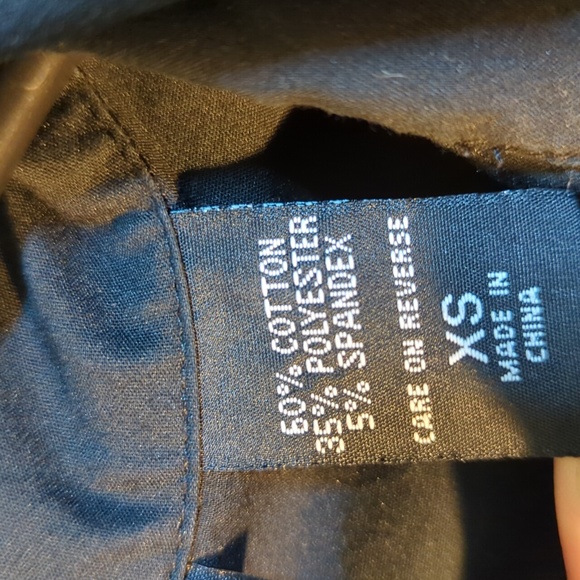 60% COTTON
35% POLYESTER
5% SPANDEX
CARE ON REVERSE
XS
MADE IN
CHINA